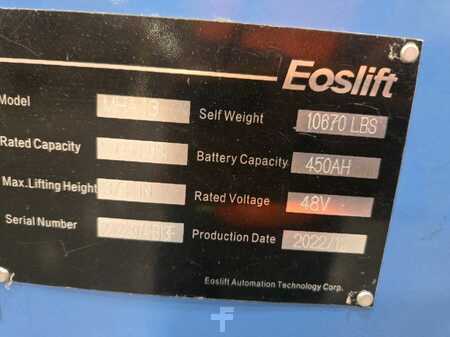 Eoslift
Model Self Weight 10670 LBS
Rated Capacity Battery Capacity 450AH
Max.Lifting Height Rated Voltage 48V
Serial Number Production Date
Eoslift Automation Technology Corp.